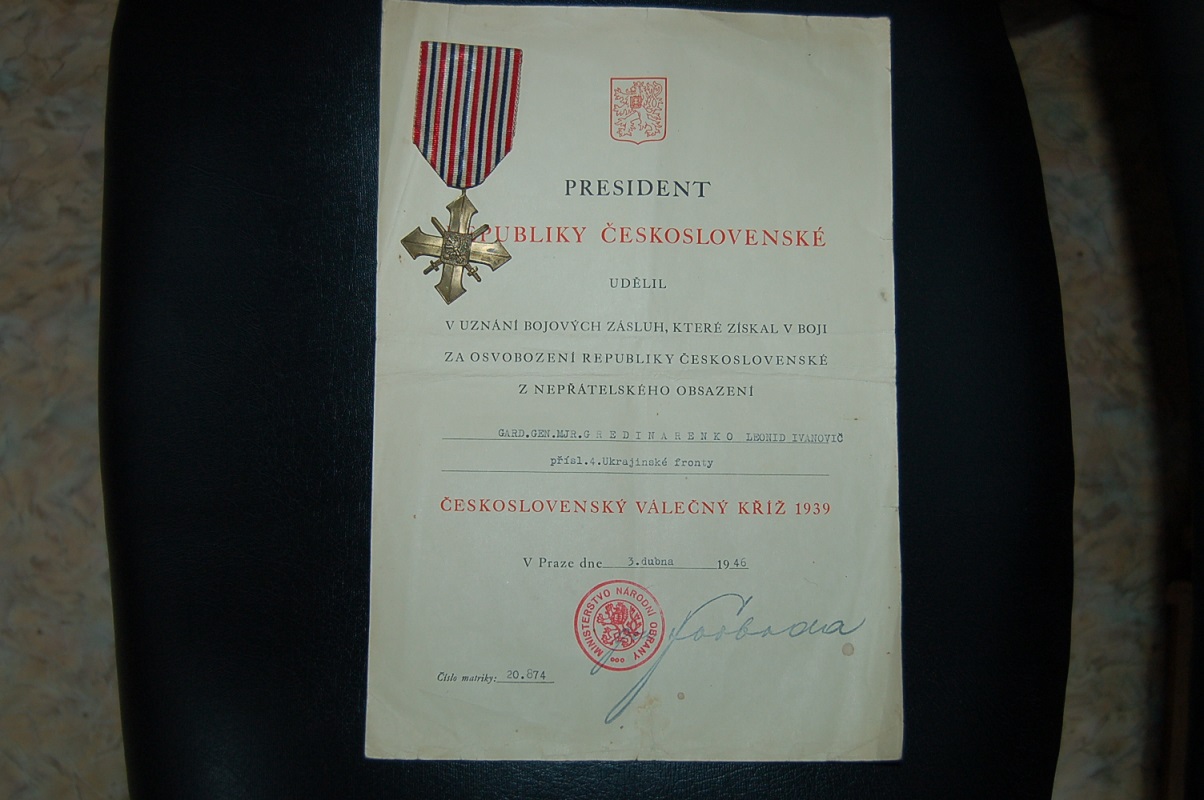 PRESIDENT
REPUBLIKY ČESKOSLOVENSKÉ
UDĚLIL
V UZNÁNÍ BOJOVÝCH ZÁSLUH, KTERÉ ZÍSKAL V BOJI
ZA OSVOBOZENÍ REPUBLIKY ČESKOSLOVENSKÉ
Z NEPŘÁTELSKÉHO OBSAZENÍ
GARD.GEN.MJR.GREDINARENKO LEONID IVANOVIČ
přísl.4.Ukrajinské fronty
ČESKOSLOVENSKÝ VÁLEČNÝ KŘÍŽ 1939
V Praze dne 3.dubna 1946
MINISTERSTVO NÁRODNÍ OBRANY
Svoboda
Číslo matriky: 20.874